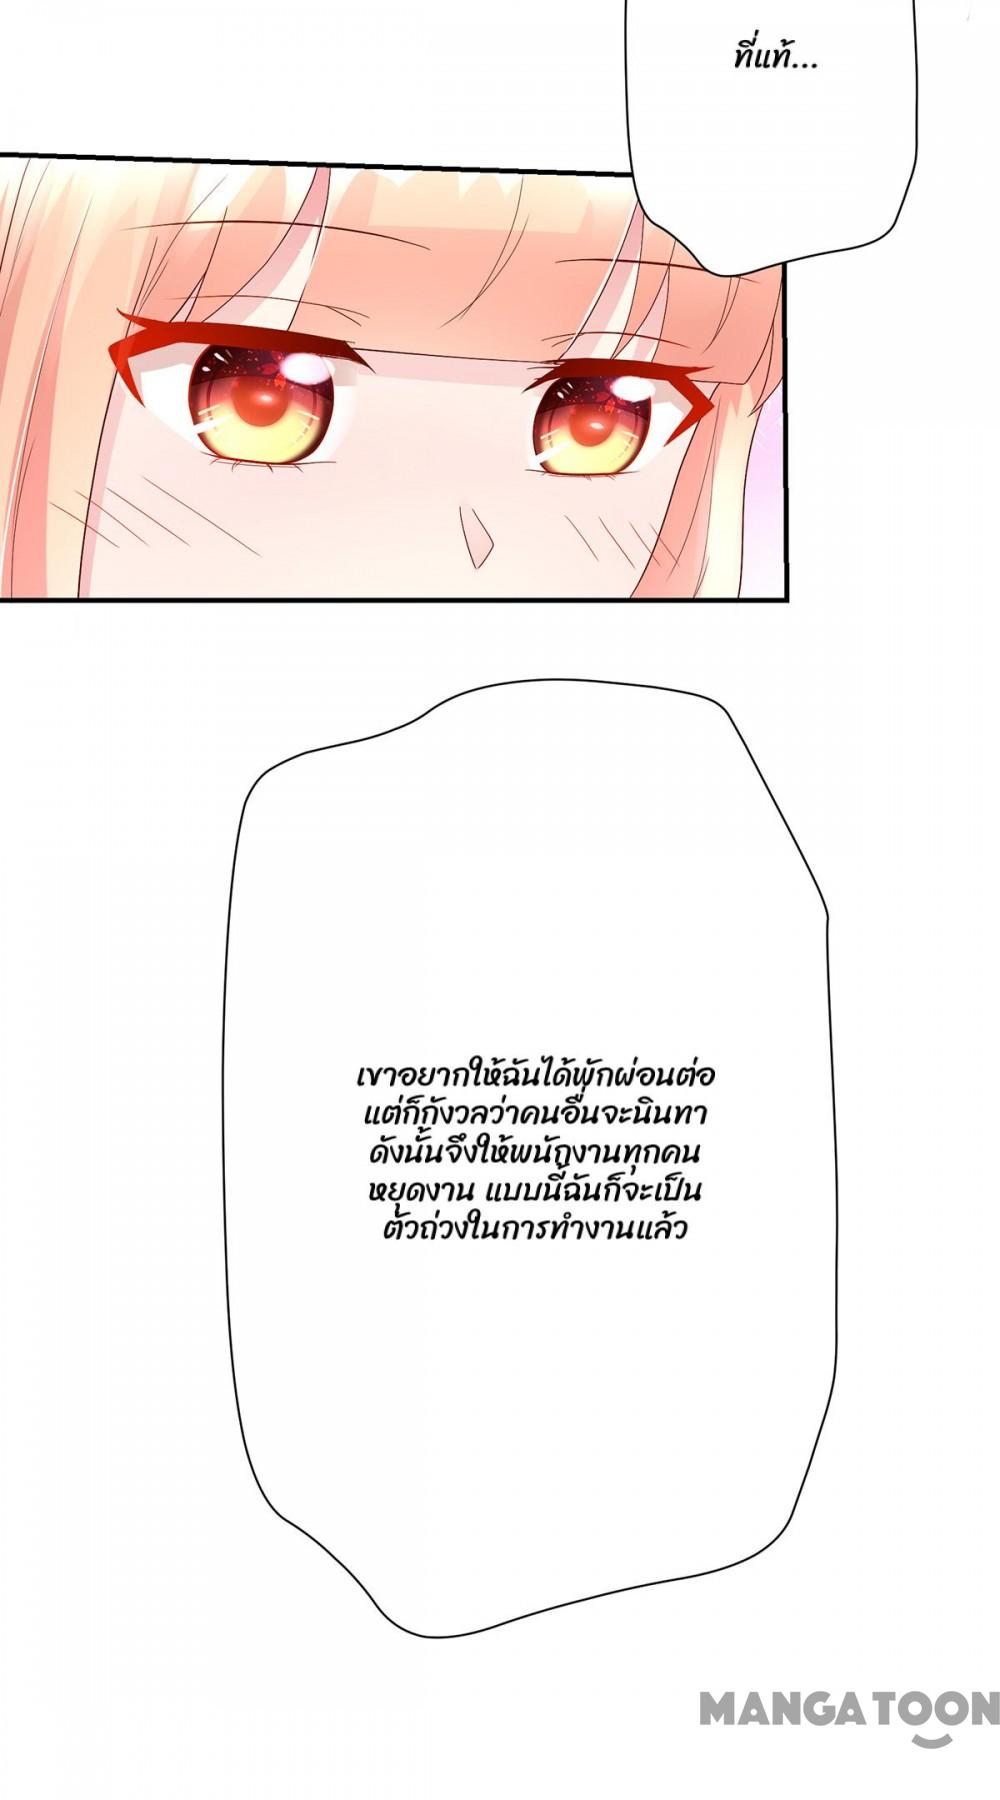 ที่แท้...
เขาอยากให้ฉันได้พักผ่อนต่อ
แต่ก็กังวลว่าคนอื่นจะนินทา
ดังนั้นจึงให้พนักงานทุกคน
หยุดงาน แบบนี้ฉันก็จะเป็น
ตัวถ่วงในการทำงานแล้ว
MANGATOON